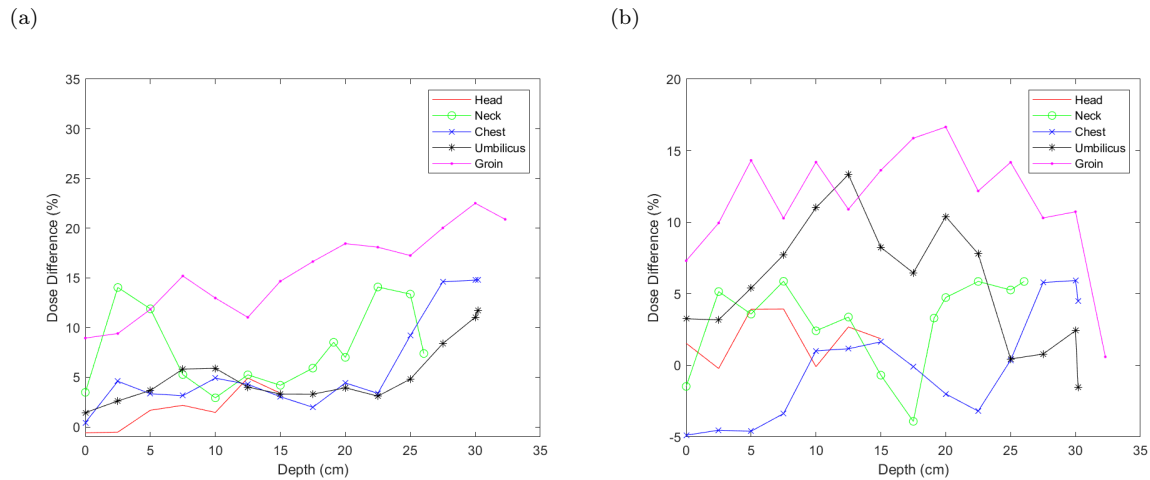 (a)
(b)
35
30
25
20
15
10
5
0
Dose Difference (%)
0 5 10 15 20 25 30 35
Depth (cm)
Head
Neck
Chest
Umbilicus
Groin
20
15
10
5
0
-5
Dose Difference (%)
0 5 10 15 20 25 30 35
Depth (cm)
Head
Neck
Chest
Umbilicus
Groin